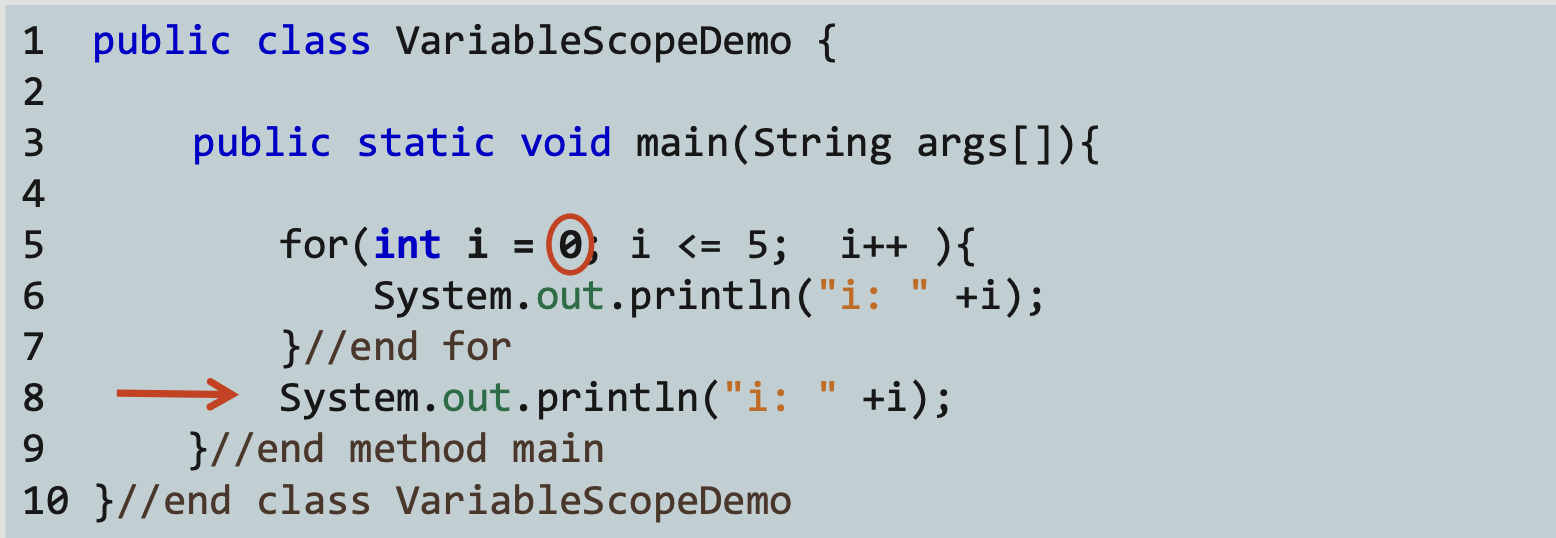 1 public class VariableScopeDemo {
2
3 public static void main(String args[]){
4
5 for(int i = 0; i <= 5; i++ ){
6 System.out.println("i: " +i);
7 }//end for
8 System.out.println("i: " +i);
9 }//end method main
10 }//end class VariableScopeDemo